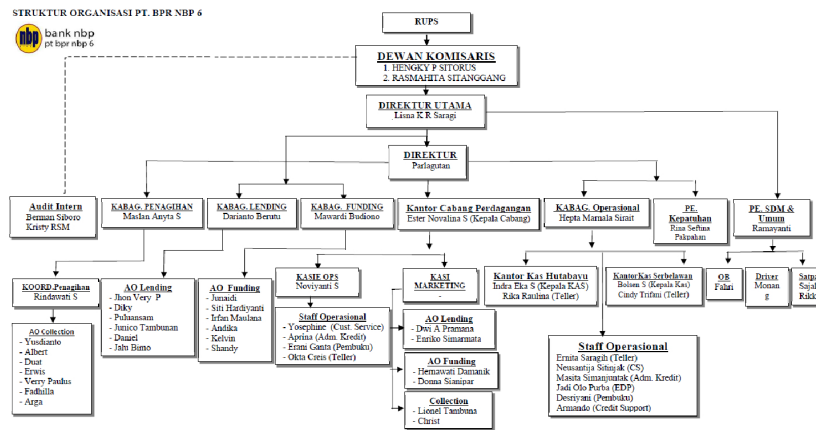 STRUKTUR ORGANISASI PT. BPR NBP 6
nbp
bank nbp
pt bpr nbp 6
RUPS
DEWAN KOMISARIS
1. HENGKY P SITORUS
2. RASMAHITA SITANGGANG
DIREKTUR UTAMA
Lisna K R Saragi
DIREKTUR
Parlagutan
Audit Intern
Berman Siboro
Kristy RSM
KABAG. PENAGIHAN
Maslan Anyta S
KABAG. LENDING
Darianto Berutu
KABAG. FUNDING
Mawardi Budiono
Kantor Cabang Perdagangan
Ester Novalina S (Kepala Cabang)
KABAG. Operasional
Hepta Mamala Sirait
PE.
Kepatuhan
Risa Seftina
Pakpahan
PE. SDM &
Umum
Ramayanti
KOORD.Penagihan
Rindawati S
AO Lending
- Jhon Very P
- Diky
- Puluansam
- Junico Tambunan
- Daniel
- Jalu Bimo
AO Funding
- Junaidi
- Siti Hardiyanti
- Irfan Maulana
- Andika
- Kelvin
- Shandy
KASIE OPS
Noviyanti S
KASI
MARKETING
-
Kantor Kas Hutabayu
Indra Eka S (Kepala KAS)
Rika Raulina (Teller)
KantorKas Serbelawan
Bolsen S (Kepala Kas)
Cindy Trifuni (Teller)
OB
Fahri
Driver
Monan
g
Satpa
Sajal
Rikk
AO Collection
- Yusdianto
- Albert
- Duat
- Erwis
- Verry Paulus
- Fadhilla
- Arga
Staff Operasional
- Yosephine (Cust. Service)
- Aprina (Adm. Kredit)
- Erani Ganta (Pembuku)
- Okta Creis (Teller)
AO Lending
- Dwi A Pramana
- Enriko Simarmata
AO Funding
- Hemawati Damanik
- Donna Sianipar
Collection
- Lionel Tambuna
- Christ
Staff Operasional
Ernita Saragih (Teller)
Neusantija Sitinjak (CS)
Masita Simanjuntak (Adm. Kredit)
Jadi Olo Purba (EDP)
Desriyani (Pembuku)
Armando (Credit Support)